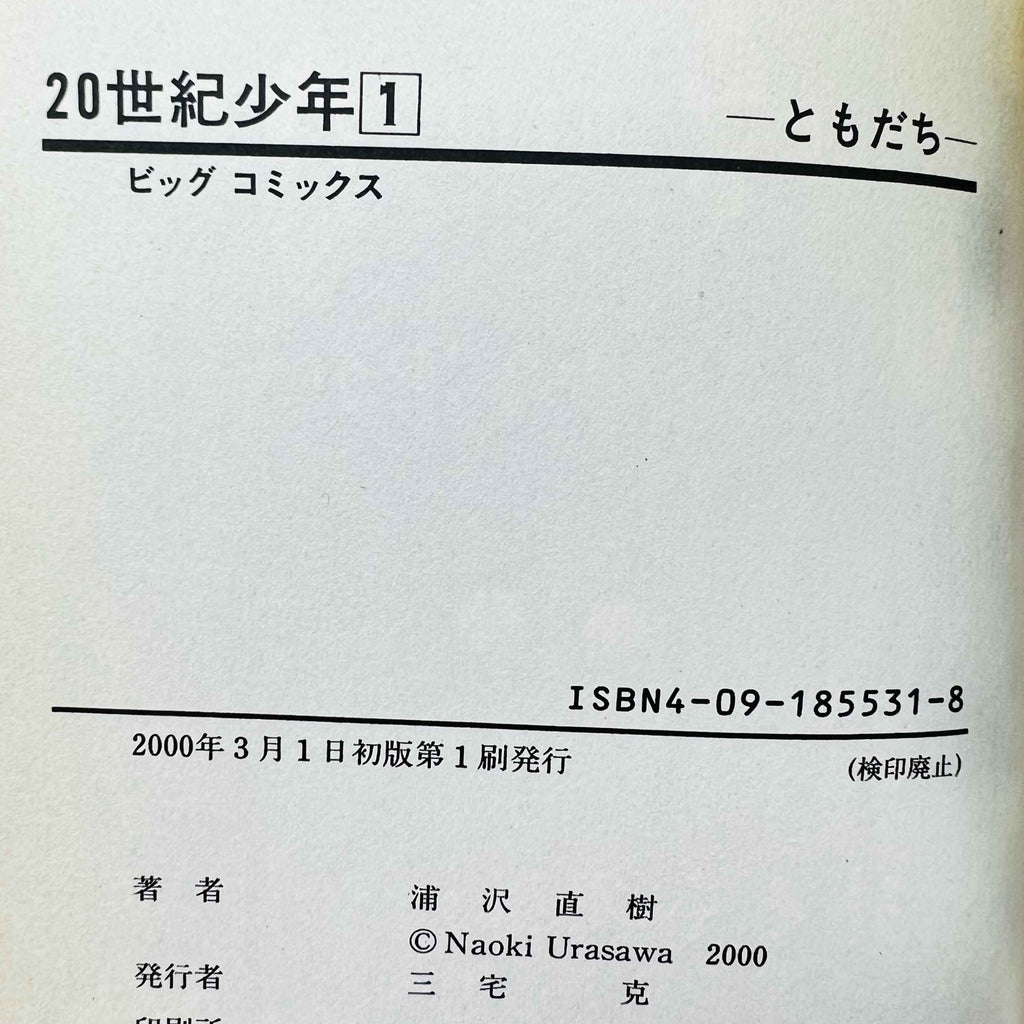 20世紀少年1 —ともだち—
ビッグ コミックス
ISBN4-09-185531-8
2000年3月1日初版第1刷発行 (検印廃止)
著者 浦沢直樹
©Naoki Urasawa 2000
発行者 三宅 克
印刷所